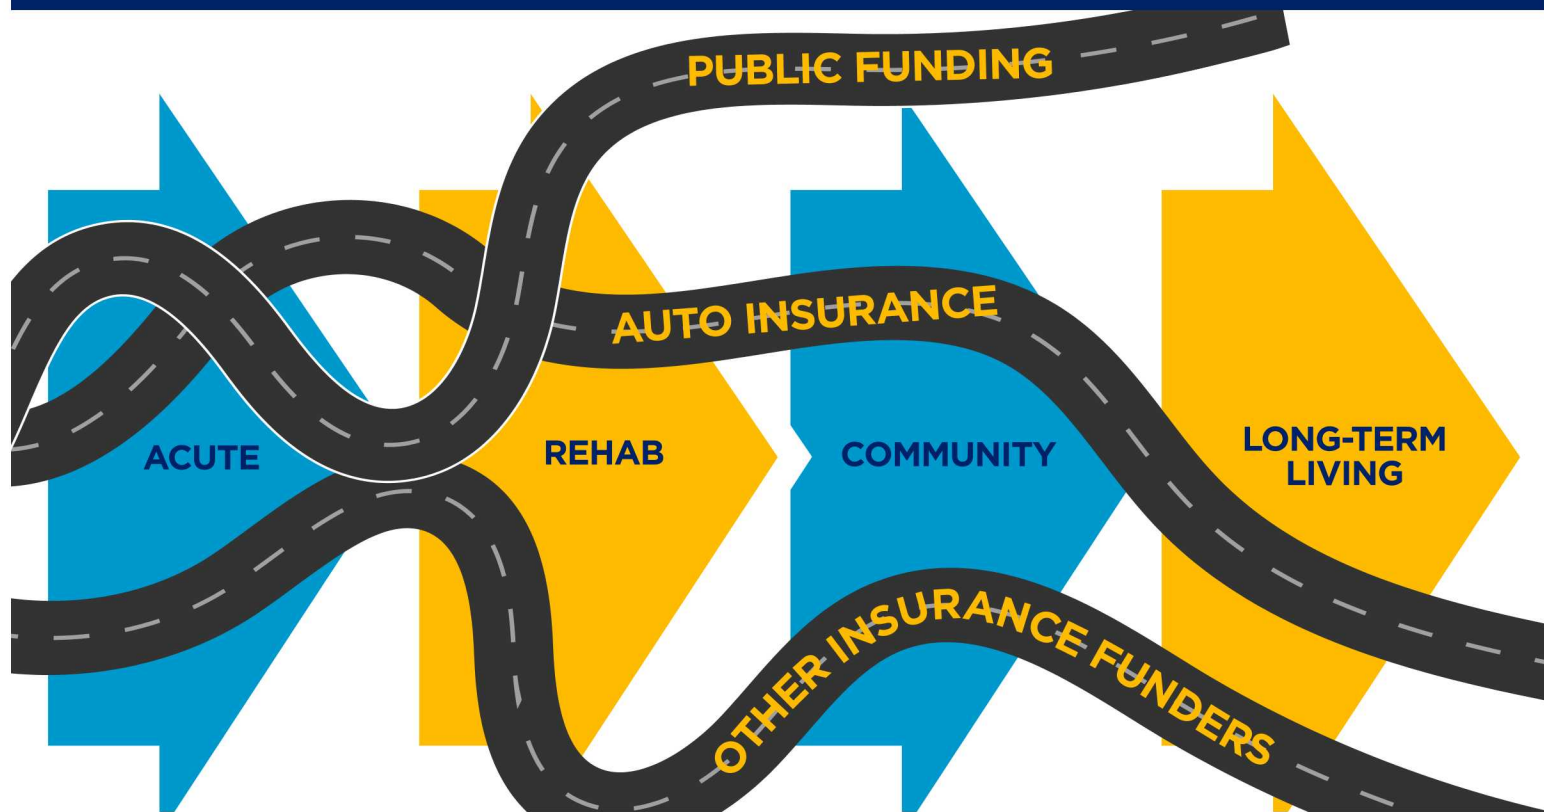 PUBLIC FUNDING
AUTO INSURANCE
ACUTE
REHAB
COMMUNITY
LONG-TERM
LIVING
OTHER INSURANCE FUNDERS